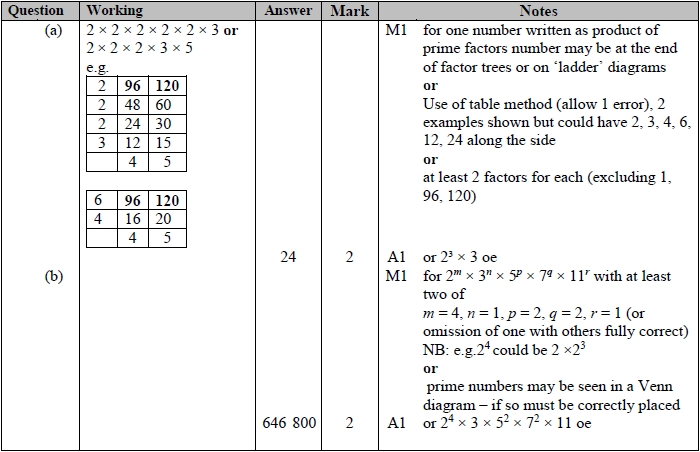 Question Working Answer Mark Notes
(a) 2 × 2 × 2 × 2 × 2 × 3 or M1 for one number written as product of
2 × 2 × 2 × 3 × 5 prime factors number may be at the end
e.g. of factor trees or on ‘ladder’ diagrams
2 96 120 or
2 48 60 Use of table method (allow 1 error), 2
2 24 30 examples shown but could have 2, 3, 4, 6,
3 12 15 12, 24 along the side
4 5 or
at least 2 factors for each (excluding 1,
6 96 120 96, 120)
4 16 20
4 5
24 2 A1 or 2³ × 3 oe
(b) M1 for 2ᵐ × 3ⁿ × 5ᵖ × 7^q × 11ʳ with at least
two of
m = 4, n = 1, p = 2, q = 2, r = 1 (or
omission of one with others fully correct)
NB: e.g.2⁴ could be 2 ×2³
or
prime numbers may be seen in a Venn
diagram – if so must be correctly placed
646 800 2 A1 or 2⁴ × 3 × 5² × 7² × 11 oe